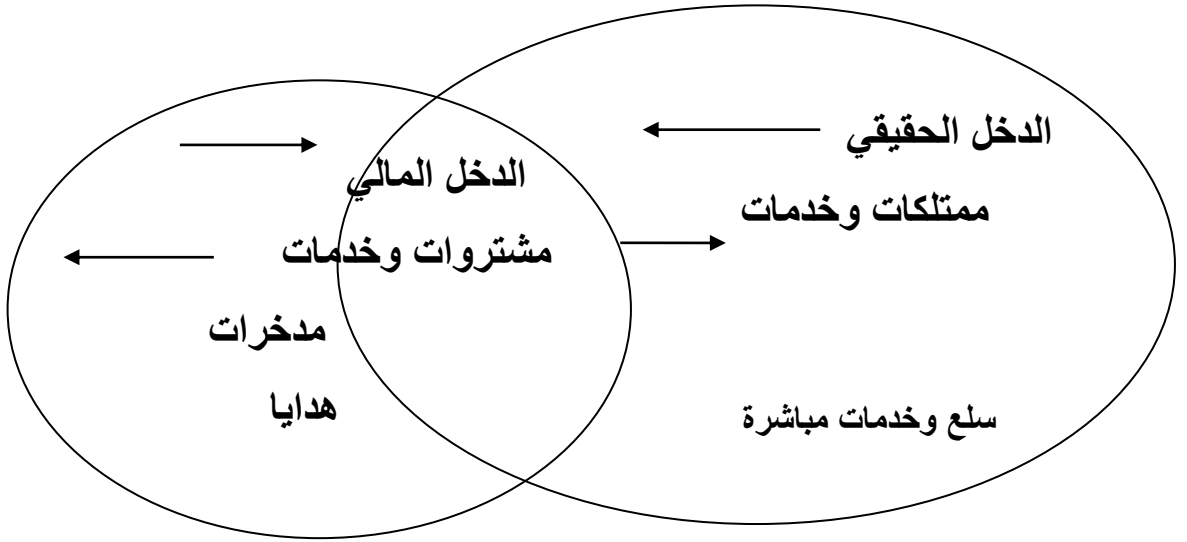 الدخل الحقيقي
ممتلكات وخدمات
سلع وخدمات مباشرة
الدخل المالي
مشتروات وخدمات
مدخرات
هدايا